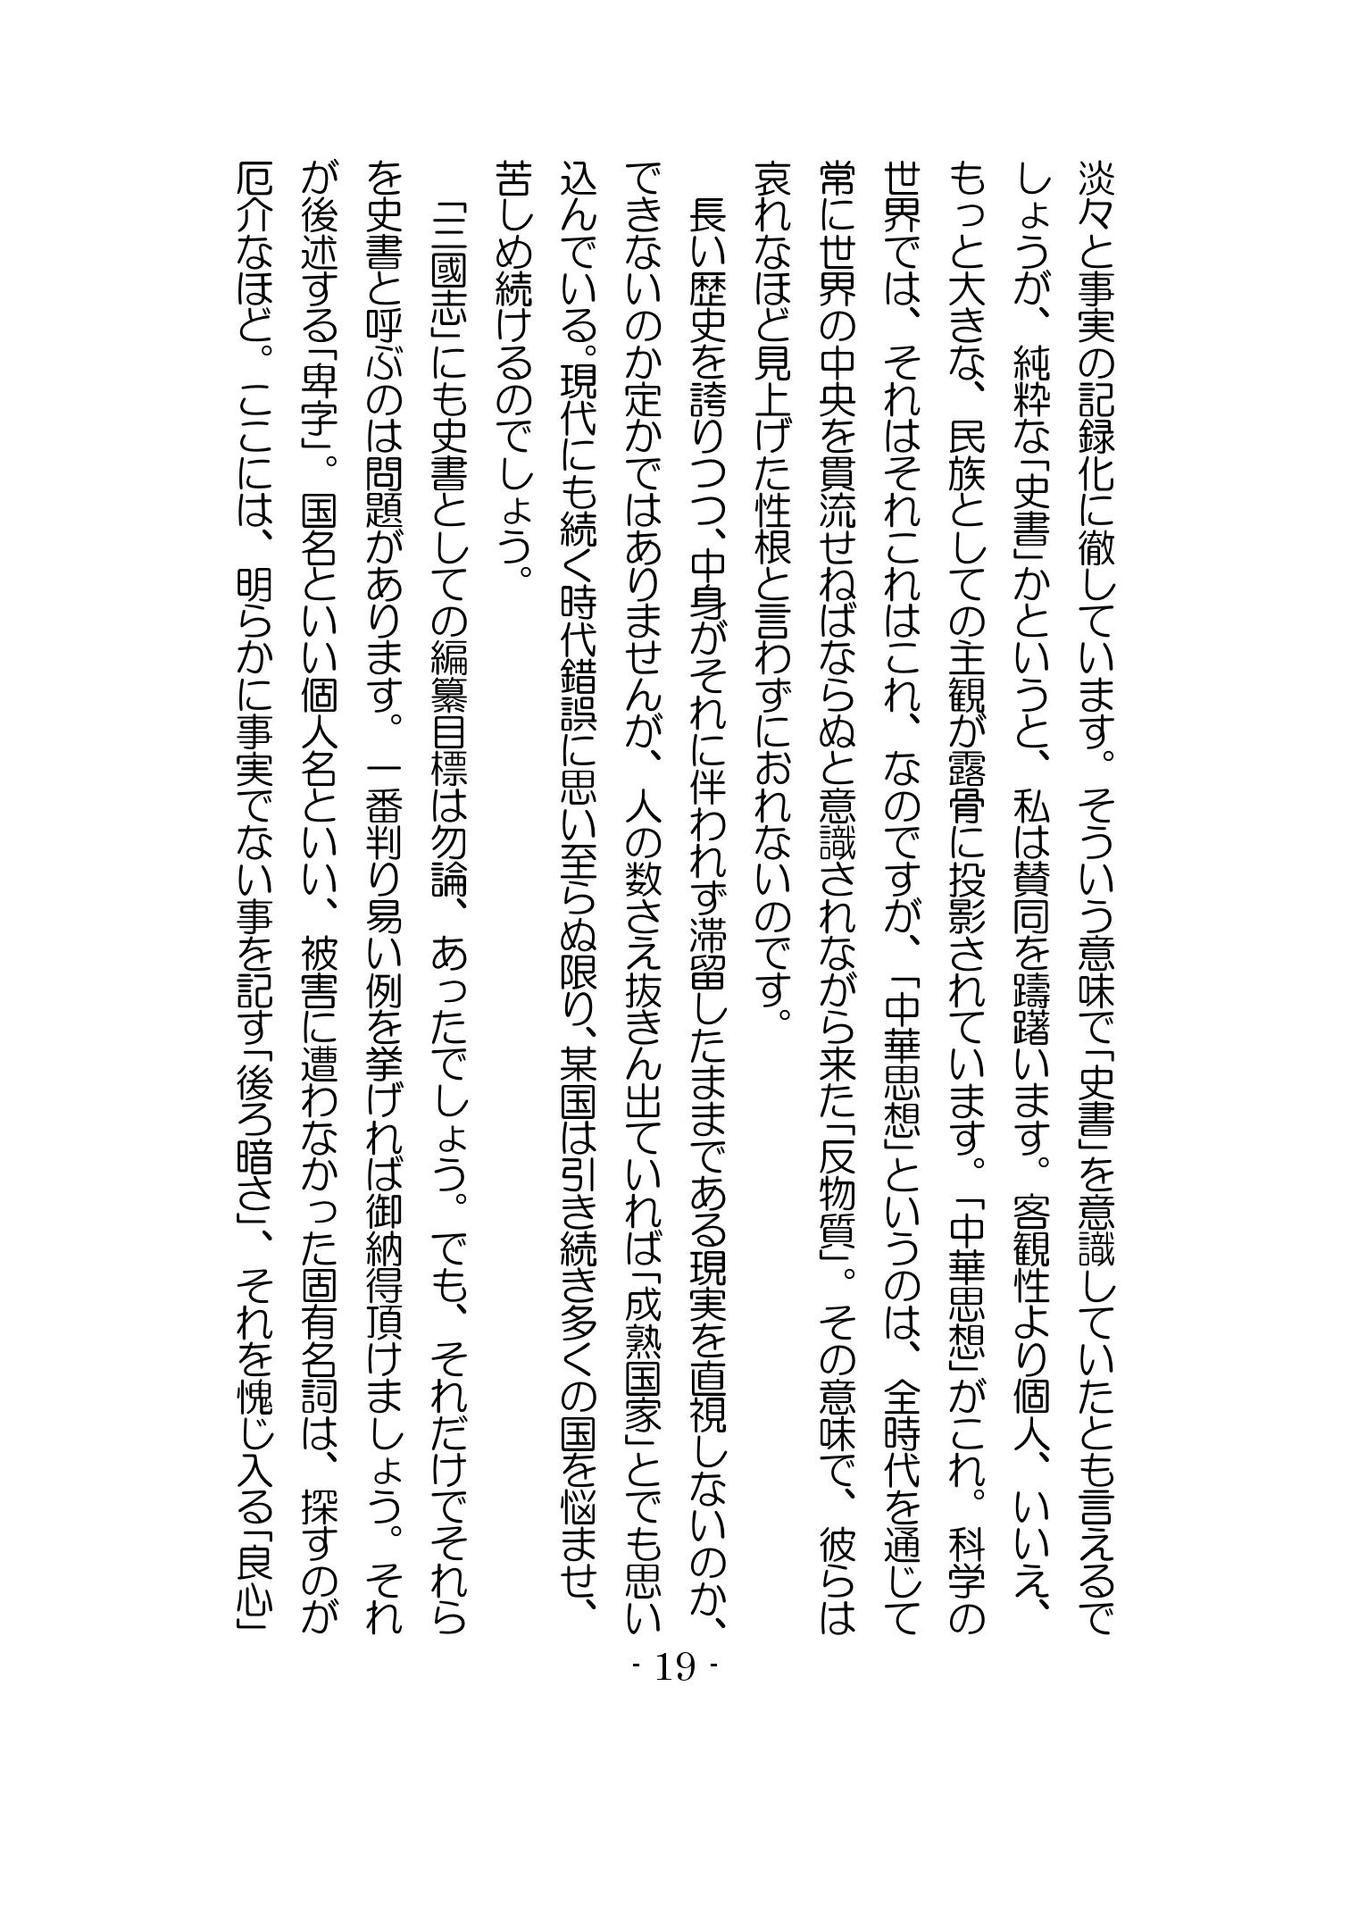 淡々と事実の記録化に徹しています。そういう意味で「史書」を意識していたとも言えるで
しょうが、純粋な「史書」かというと、私は賛同を躊躇います。客観性より個人、いいえ、
もっと大きな、民族としての主観が露骨に投影されています。「中華思想」がこれ。科学の
世界では、それはそれこれはこれ、なのですが、「中華思想」というのは、全時代を通じて
常に世界の中央を貫流せねばならぬと意識されながら来た「反物質」。その意味で、彼らは
哀れなほど見上げた性根と言わずにおれないのです。
　長い歴史を誇りつつ、中身がそれに伴われず滞留したままである現実を直視しないのか、
できないのか定かではありませんが、人の数さえ抜きん出ていれば「成熟国家」とでも思い
込んでいる。現代にも続く時代錯誤に思い至らぬ限り、某国は引き続き多くの国を悩ませ、
苦しめ続けるのでしょう。
　「三國志」にも史書としての編纂目標は勿論、あったでしょう。でも、それだけでそれら
を史書と呼ぶのは問題があります。一番判り易い例を挙げれば御納得頂けましょう。それ
が後述する「卑字」。国名といい個人名といい、被害に遭わなかった固有名詞は、探すのが
厄介なほど。ここには、明らかに事実でない事を記す「後ろ暗さ」、それを愧じ入る「良心」
- 19 -